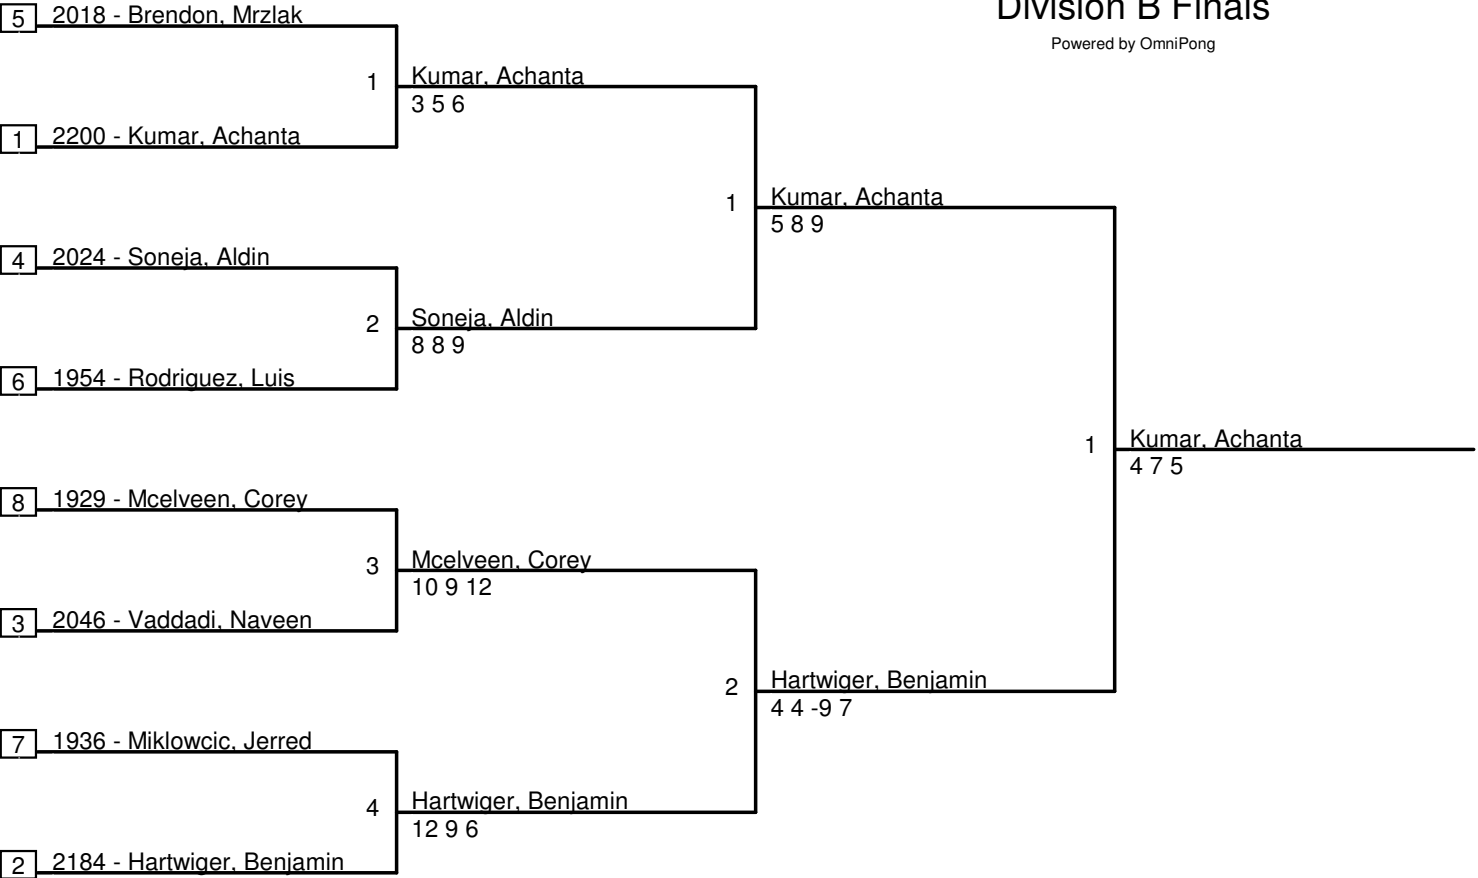 Division B Finals
Powered by OmniPong
5 2018 - Brendon, Mrzlak
1 Kumar, Achanta
3 5 6
1 2200 - Kumar, Achanta
1 Kumar, Achanta
5 8 9
4 2024 - Soneja, Aldin
2 Soneja, Aldin
8 8 9
6 1954 - Rodriguez, Luis
1 Kumar, Achanta
4 7 5
8 1929 - Mcelveen, Corey
3 Mcelveen, Corey
10 9 12
3 2046 - Vaddadi, Naveen
2 Hartwiger, Benjamin
4 4 -9 7
7 1936 - Miklowcic, Jerred
4 Hartwiger, Benjamin
12 9 6
2 2184 - Hartwiger, Benjamin